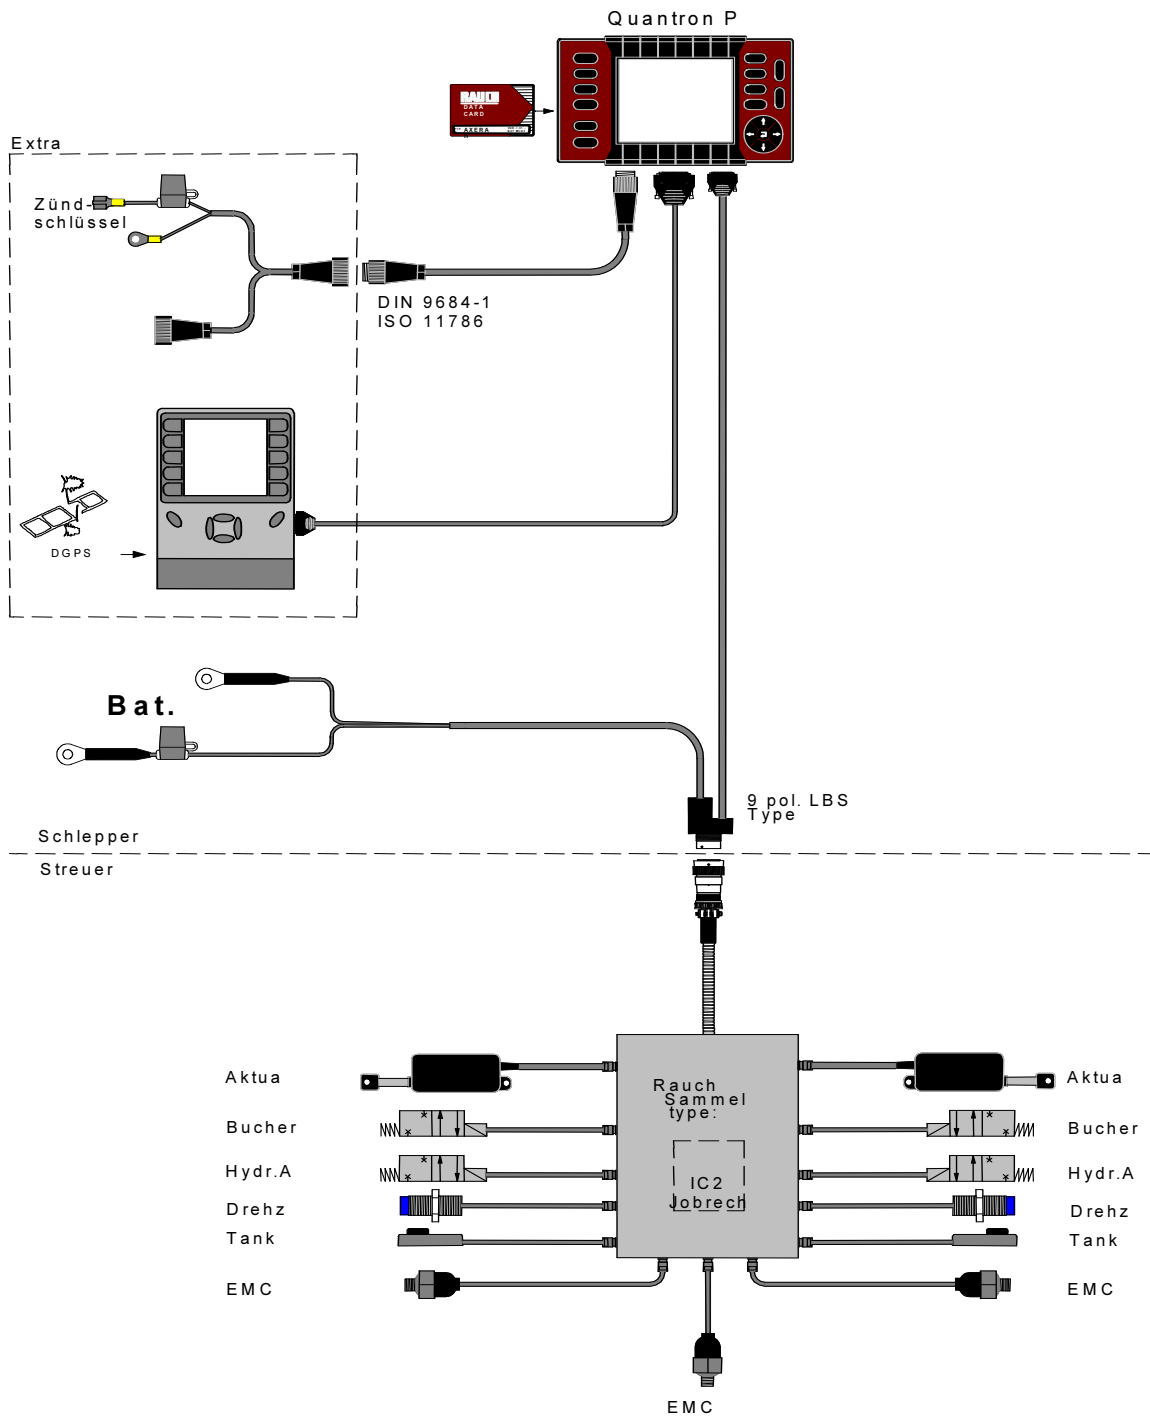 Quantron P
RAUCH
DATA
CARD
AXERA
Extra
Zünd-
schlüssel
DIN 9684-1
ISO 11786
DGPS
Bat.
9 pol. LBS
Type
Schlepper
Streuer
Rauch
Sammel
type:
IC2
Jobrech
Aktua
Aktua
Bucher
Bucher
Hydr.A
Hydr.A
Drehz
Drehz
Tank
Tank
EMC
EMC
EMC